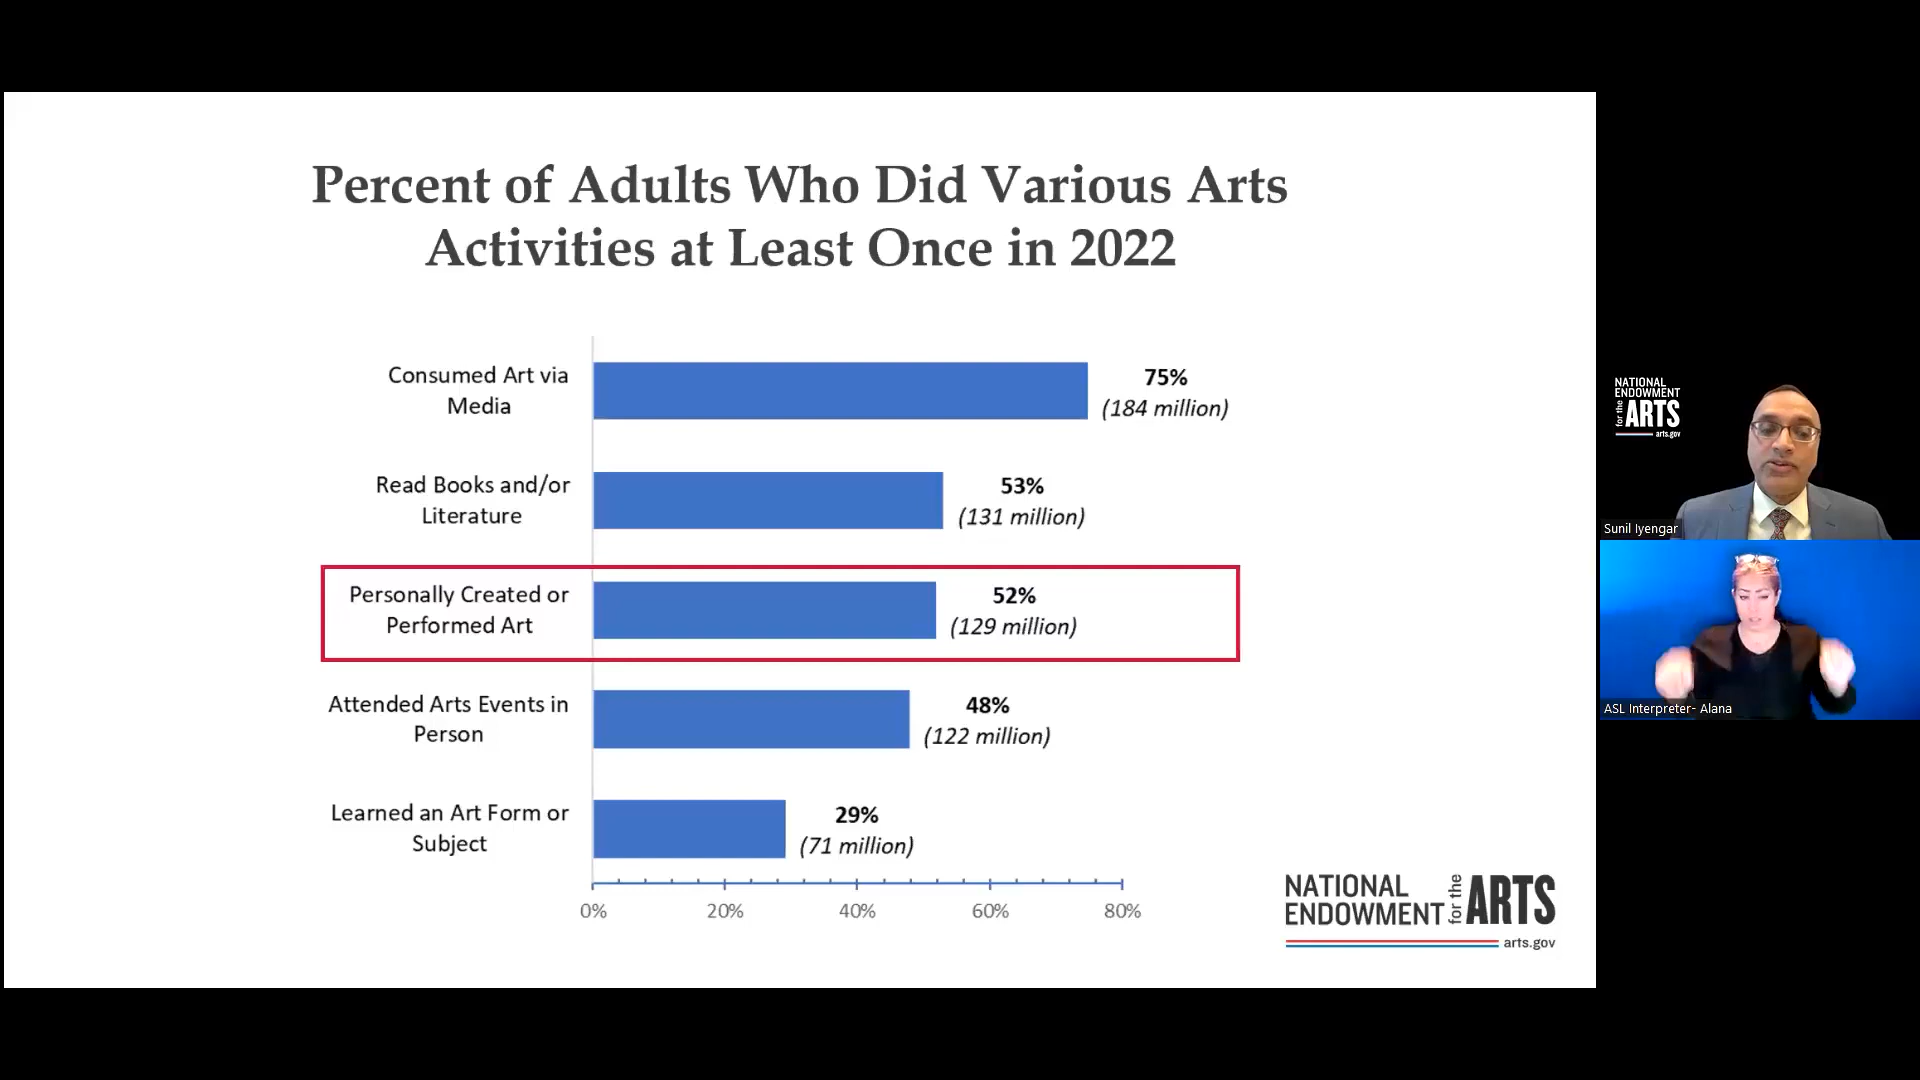 Percent of Adults Who Did Various Arts
Activities at Least Once in 2022
Consumed Art via
Media
75%
(184 million)
Read Books and/or
Literature
53%
(131 million)
Personally Created or
Performed Art
52%
(129 million)
Attended Arts Events in
Person
48%
(122 million)
Learned an Art Form or
Subject
29%
(71 million)
0% 20% 40% 60% 80%
NATIONAL
ENDOWMENT
for the
ARTS
arts.gov
NATIONAL
ENDOWMENT
for the
ARTS
arts.gov
Sunil Iyengar
ASL Interpreter- Alana